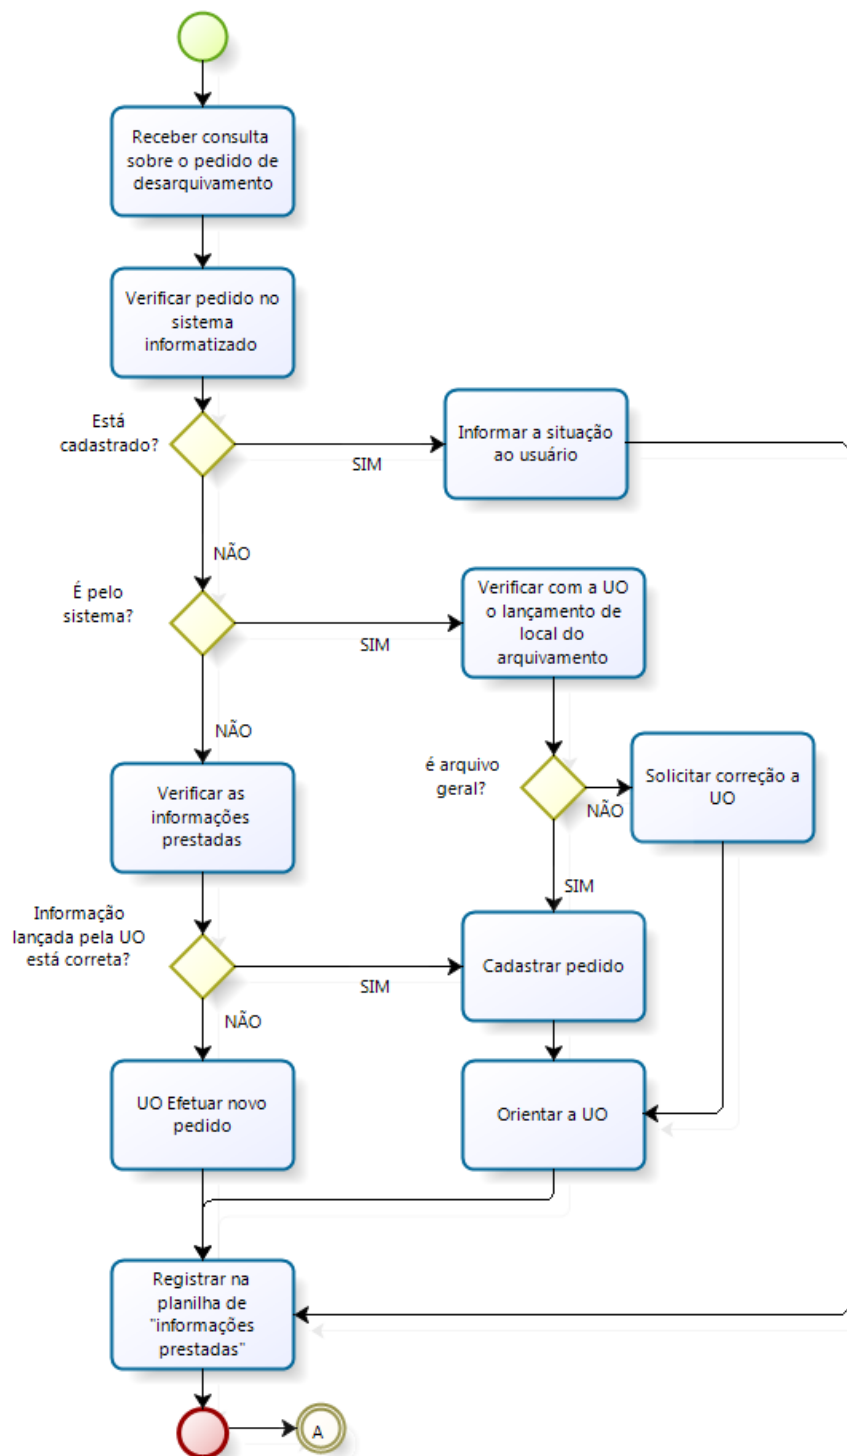 Receber consulta
sobre o pedido de
desarquivamento
Verificar pedido no
sistema
informatizado
Está
cadastrado?
SIM
Informar a situação
ao usuário
NÃO
É pelo
sistema?
SIM
Verificar com a UO
o lançamento de
local do
arquivamento
NÃO
é arquivo
geral?
NÃO
Solicitar correção a
UO
Verificar as
informações
prestadas
SIM
Informação
lançada pela UO
está correta?
SIM
Cadastrar pedido
NÃO
UO Efetuar novo
pedido
Orientar a UO
Registrar na
planilha de
"informações
prestadas"
A